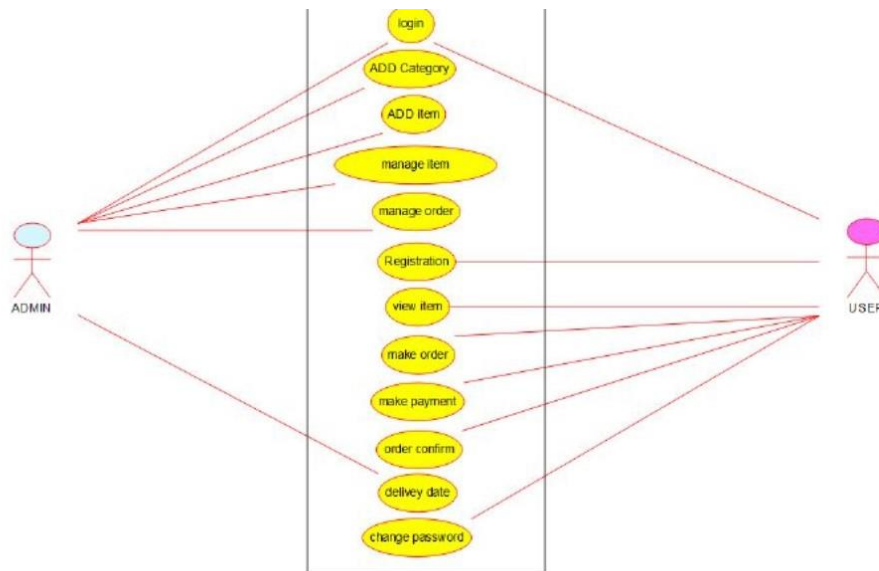 login
ADD Category
ADD item
manage item
manage order
Registration
view item
make order
make payment
order confirm
delivey date
change password
ADMIN
USER